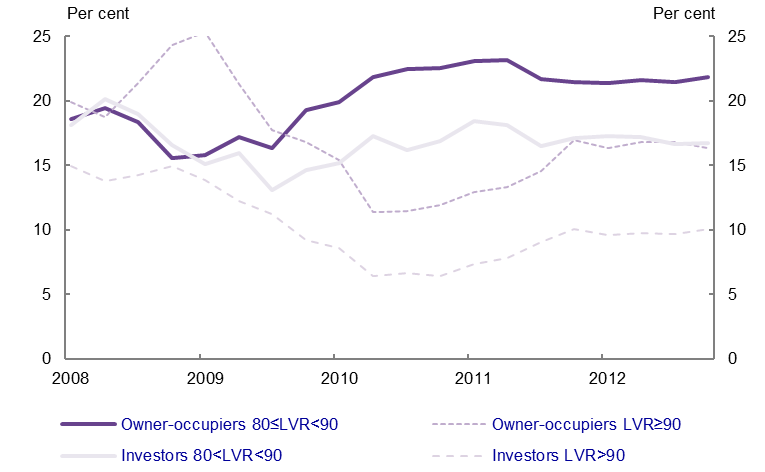 Per cent Per cent
25 25
20 20
15 15
10 10
5 5
0 0
2008 2009 2010 2011 2012
Owner-occupiers 80≤LVR<90 Owner-occupiers LVR≥90
Investors 80<LVR<90 Investors LVR>90